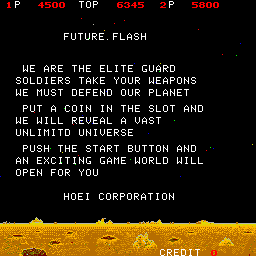 1P 4500 TOP 6345 2P 5800
FUTURE FLASH
WE ARE THE ELITE GUARD
SOLDIERS TAKE YOUR WEAPONS
WE MUST DEFEND OUR PLANET
PUT A COIN IN THE SLOT AND
WE WILL REVEAL A VAST
UNLIMITD UNIVERSE
PUSH THE START BUTTON AND
AN EXCITING GAME WORLD WILL
OPEN FOR YOU
HOEI CORPORATION
CREDIT 0